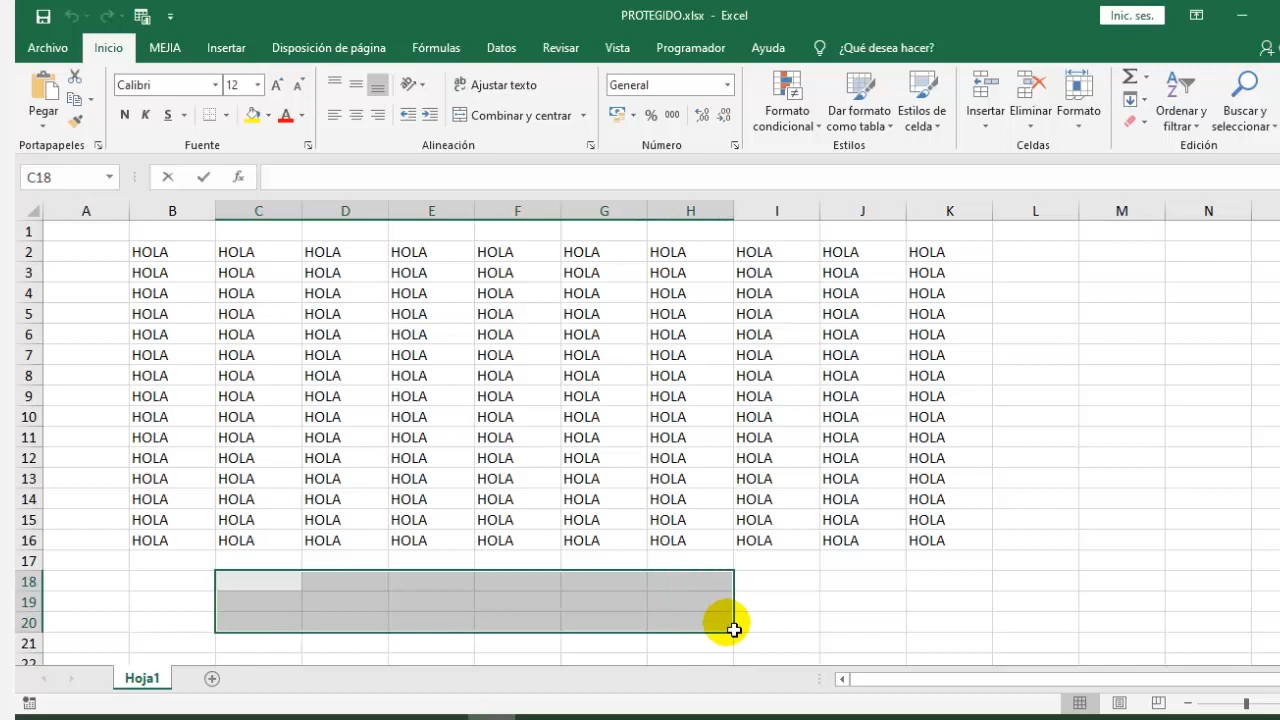 PROTEGIDO.xlsx - Excel
Inic. ses.
Archivo Inicio MEJIA Insertar Disposición de página Fórmulas Datos Revisar Vista Programador Ayuda ¿Qué desea hacer?
Pegar
Calibri 12
N K S
Ajustar texto
Combinar y centrar
General
% 000
Formato condicional
Dar formato como tabla
Estilos de celda
Insertar Eliminar Formato
Ordenar y filtrar
Buscar y seleccionar
Portapapeles Fuente Alineación Número Estilos Celdas Edición
C18
A B C D E F G H I J K L M N
1
2 HOLA HOLA HOLA HOLA HOLA HOLA HOLA HOLA HOLA HOLA
3 HOLA HOLA HOLA HOLA HOLA HOLA HOLA HOLA HOLA HOLA
4 HOLA HOLA HOLA HOLA HOLA HOLA HOLA HOLA HOLA HOLA
5 HOLA HOLA HOLA HOLA HOLA HOLA HOLA HOLA HOLA HOLA
6 HOLA HOLA HOLA HOLA HOLA HOLA HOLA HOLA HOLA HOLA
7 HOLA HOLA HOLA HOLA HOLA HOLA HOLA HOLA HOLA HOLA
8 HOLA HOLA HOLA HOLA HOLA HOLA HOLA HOLA HOLA HOLA
9 HOLA HOLA HOLA HOLA HOLA HOLA HOLA HOLA HOLA HOLA
10 HOLA HOLA HOLA HOLA HOLA HOLA HOLA HOLA HOLA HOLA
11 HOLA HOLA HOLA HOLA HOLA HOLA HOLA HOLA HOLA HOLA
12 HOLA HOLA HOLA HOLA HOLA HOLA HOLA HOLA HOLA HOLA
13 HOLA HOLA HOLA HOLA HOLA HOLA HOLA HOLA HOLA HOLA
14 HOLA HOLA HOLA HOLA HOLA HOLA HOLA HOLA HOLA HOLA
15 HOLA HOLA HOLA HOLA HOLA HOLA HOLA HOLA HOLA HOLA
16 HOLA HOLA HOLA HOLA HOLA HOLA HOLA HOLA HOLA HOLA
17
18
19
20
21
22
Hoja1